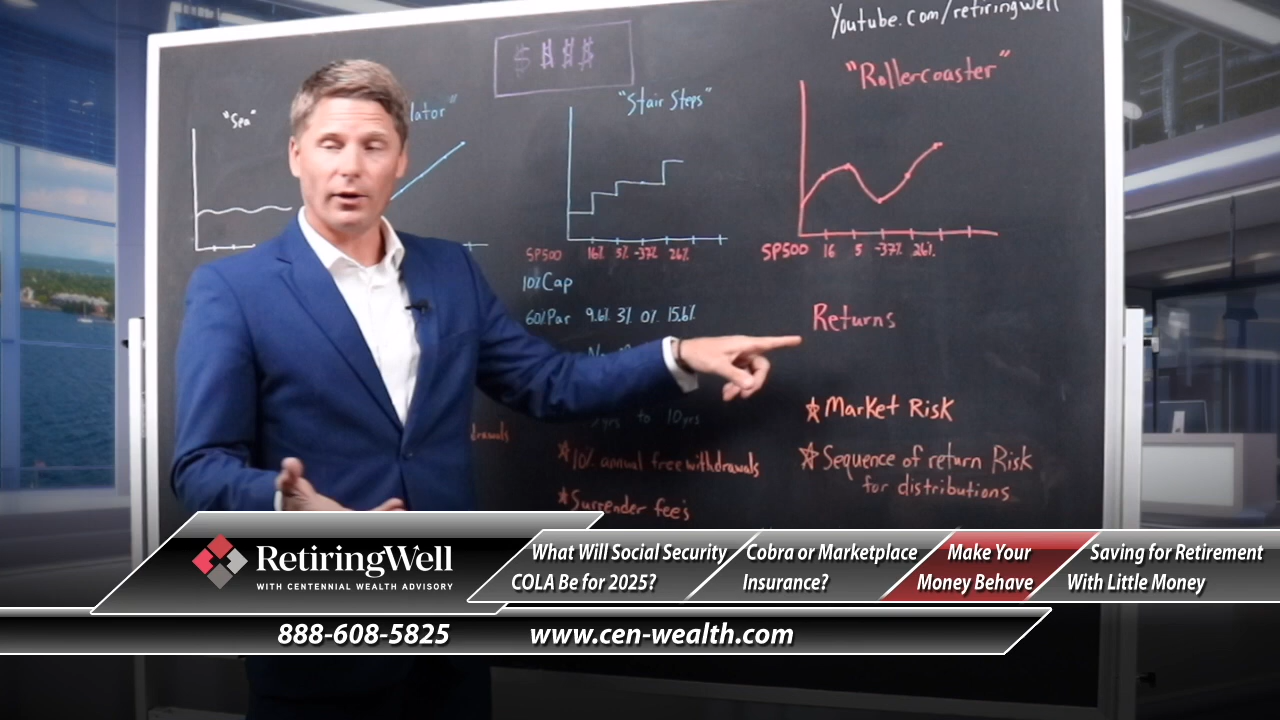 Youtube.com/retiringwell
$ $ $ $
"Sea"
lator"
"Stair Steps"
"Rollercoaster"
SP500 16% 5% -37% 26%
SP500 16 5 -37% 26%
10% Cap
60% Par 9.6% 3% 0% 15.6%
Returns
yrs to 10yrs
☆ Market Risk
drawals
☆ 10% annual free withdrawals
☆ Sequence of return Risk
for distributions
☆ Surrender fee's
RetiringWell
WITH CENTENNIAL WEALTH ADVISORY
What Will Social Security
COLA Be for 2025?
Cobra or Marketplace
Insurance?
Make Your
Money Behave
Saving for Retirement
With Little Money
888-608-5825
www.cen-wealth.com